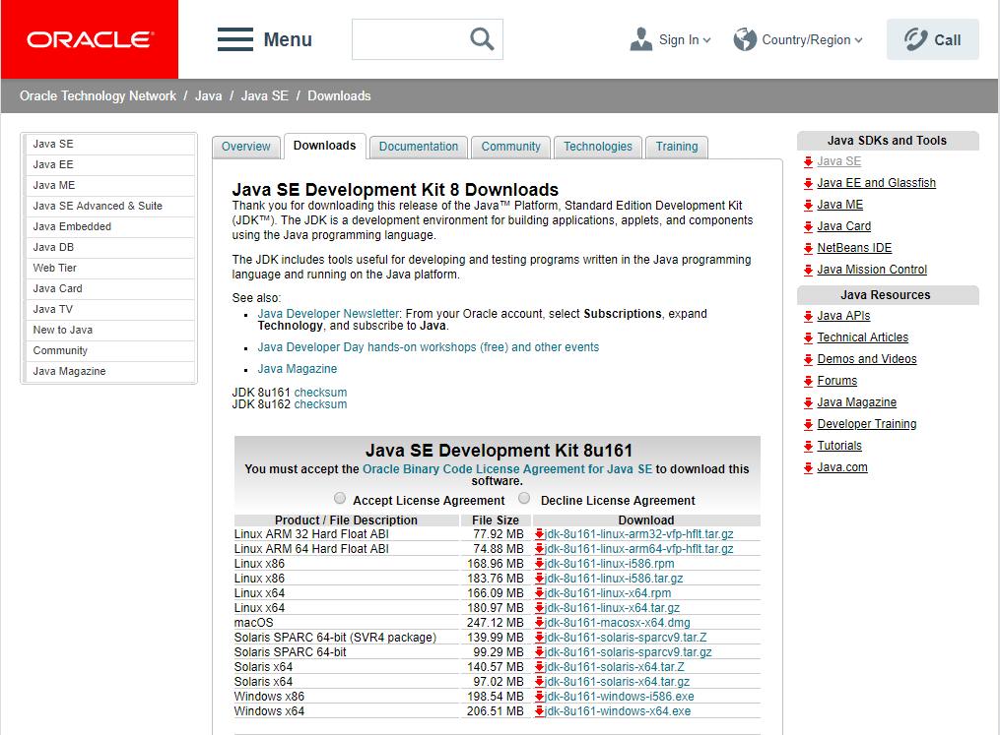 ORACLE
Menu
Sign In
Country/Region
Call
Oracle Technology Network / Java / Java SE / Downloads
Java SE
Java EE
Java ME
Java SE Advanced & Suite
Java Embedded
Java DB
Web Tier
Java Card
Java TV
New to Java
Community
Java Magazine
Overview
Downloads
Documentation
Community
Technologies
Training
Java SE Development Kit 8 Downloads
Thank you for downloading this release of the Java™ Platform, Standard Edition Development Kit
(JDK™). The JDK is a development environment for building applications, applets, and components
using the Java programming language.
The JDK includes tools useful for developing and testing programs written in the Java programming
language and running on the Java platform.
See also:
Java Developer Newsletter: From your Oracle account, select Subscriptions, expand
Technology, and subscribe to Java.
Java Developer Day hands-on workshops (free) and other events
Java Magazine
JDK 8u161 checksum
JDK 8u162 checksum
Java SE Development Kit 8u161
You must accept the Oracle Binary Code License Agreement for Java SE to download this
software.
Accept License Agreement Decline License Agreement
Product / File Description File Size Download
Linux ARM 32 Hard Float ABI 77.92 MB jdk-8u161-linux-arm32-vfp-hflt.tar.gz
Linux ARM 64 Hard Float ABI 74.88 MB jdk-8u161-linux-arm64-vfp-hflt.tar.gz
Linux x86 168.96 MB jdk-8u161-linux-i586.rpm
Linux x86 183.76 MB jdk-8u161-linux-i586.tar.gz
Linux x64 166.09 MB jdk-8u161-linux-x64.rpm
Linux x64 180.97 MB jdk-8u161-linux-x64.tar.gz
macOS 247.12 MB jdk-8u161-macosx-x64.dmg
Solaris SPARC 64-bit (SVR4 package) 139.99 MB jdk-8u161-solaris-sparcv9.tar.Z
Solaris SPARC 64-bit 99.29 MB jdk-8u161-solaris-sparcv9.tar.gz
Solaris x64 140.57 MB jdk-8u161-solaris-x64.tar.Z
Solaris x64 97.02 MB jdk-8u161-solaris-x64.tar.gz
Windows x86 198.54 MB jdk-8u161-windows-i586.exe
Windows x64 206.51 MB jdk-8u161-windows-x64.exe
Java SDKs and Tools
Java SE
Java EE and Glassfish
Java ME
Java Card
NetBeans IDE
Java Mission Control
Java Resources
Java APIs
Technical Articles
Demos and Videos
Forums
Java Magazine
Developer Training
Tutorials
Java.com